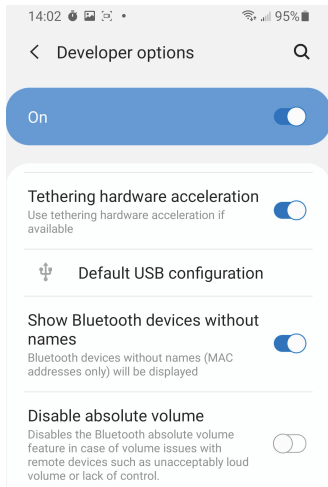 14:02 95%
Developer options
On
Tethering hardware acceleration
Use tethering hardware acceleration if
available
Default USB configuration
Show Bluetooth devices without
names
Bluetooth devices without names (MAC
addresses only) will be displayed
Disable absolute volume
Disables the Bluetooth absolute volume
feature in case of volume issues with
remote devices such as unacceptably loud
volume or lack of control.